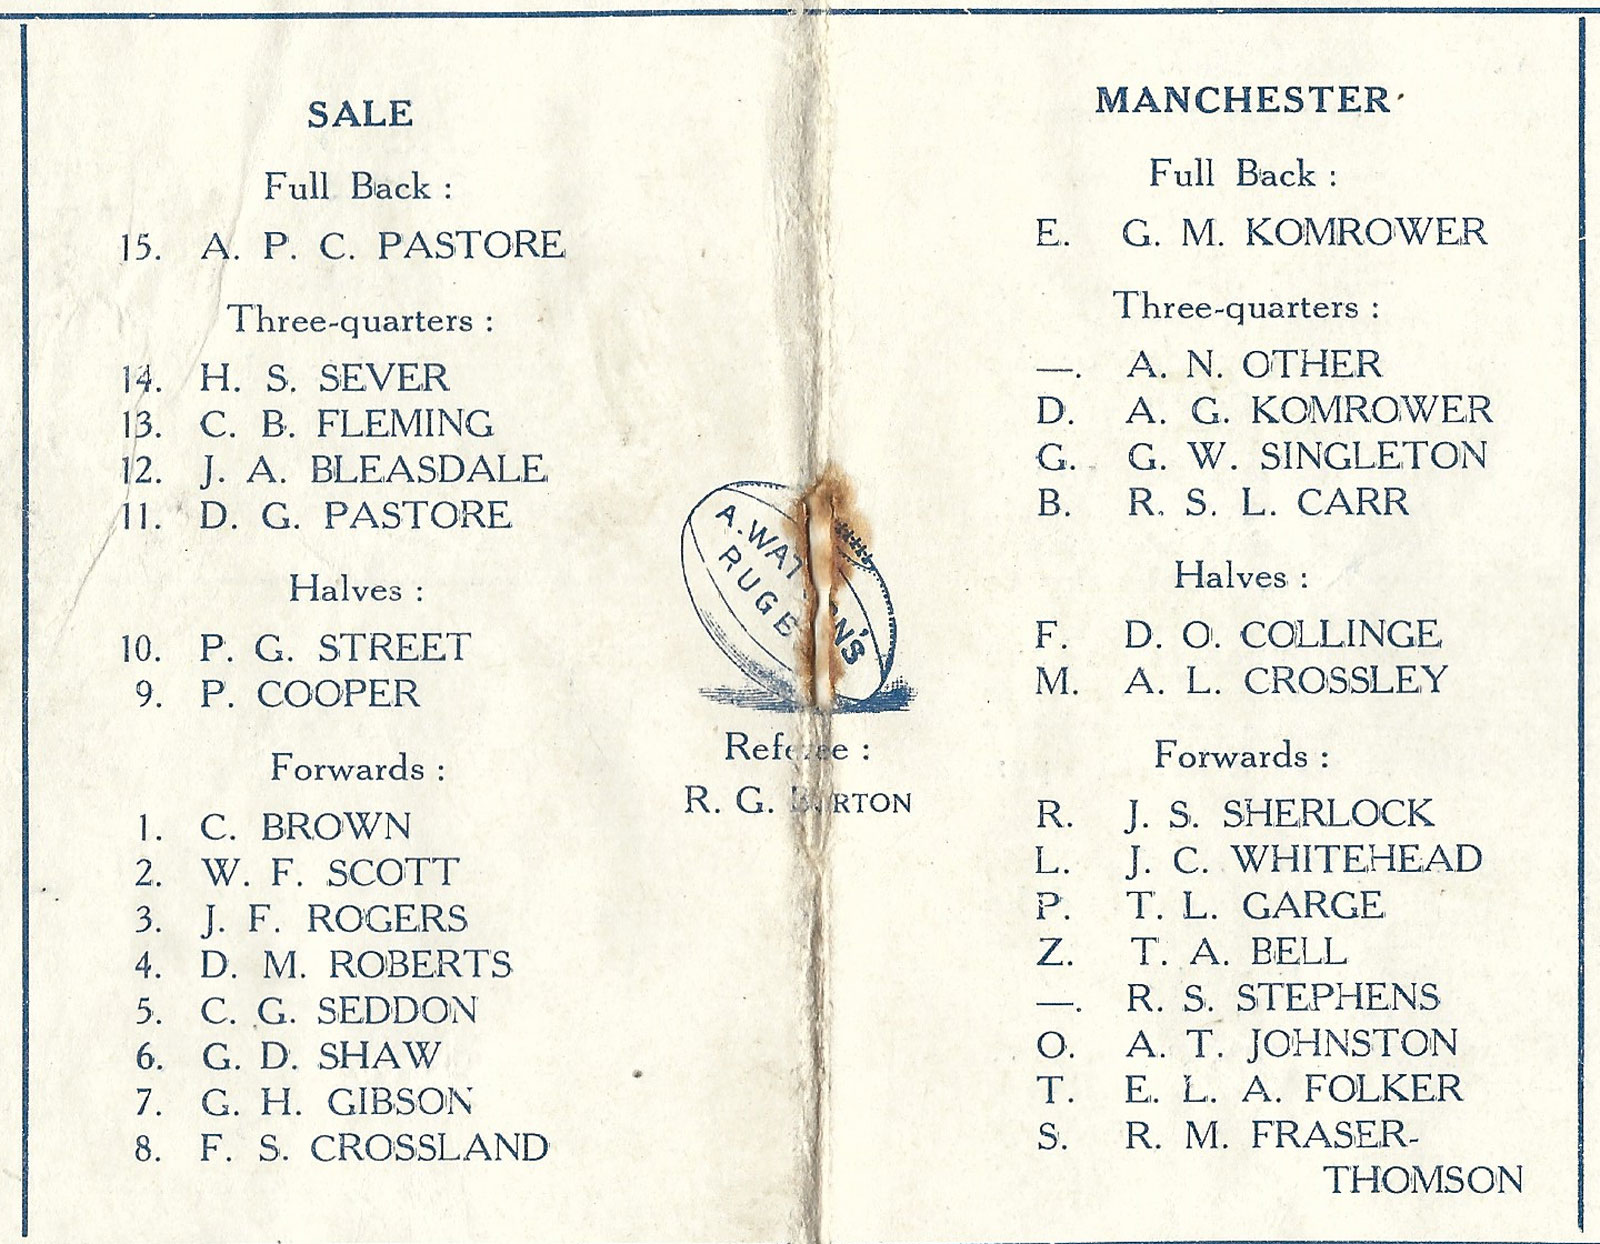 SALE
Full Back :
15. A. P. C. PASTORE
Three-quarters :
14. H. S. SEVER
13. C. B. FLEMING
12. J. A. BLEASDALE
11. D. G. PASTORE
Halves :
10. P. G. STREET
9. P. COOPER
Forwards :
1. C. BROWN
2. W. F. SCOTT
3. J. F. ROGERS
4. D. M. ROBERTS
5. C. G. SEDDON
6. G. D. SHAW
7. G. H. GIBSON
8. F. S. CROSSLAND
A.
Referee :
R. G.
MANCHESTER
Full Back :
E. G. M. KOMROWER
Three-quarters :
—. A. N. OTHER
D. A. G. KOMROWER
G. G. W. SINGLETON
B. R. S. L. CARR
Halves :
F. D. O. COLLINGE
M. A. L. CROSSLEY
Forwards :
R. J. S. SHERLOCK
L. J. C. WHITEHEAD
P. T. L. GARGE
Z. T. A. BELL
—. R. S. STEPHENS
O. A. T. JOHNSTON
T. E. L. A. FOLKER
S. R. M. FRASER-
THOMSON